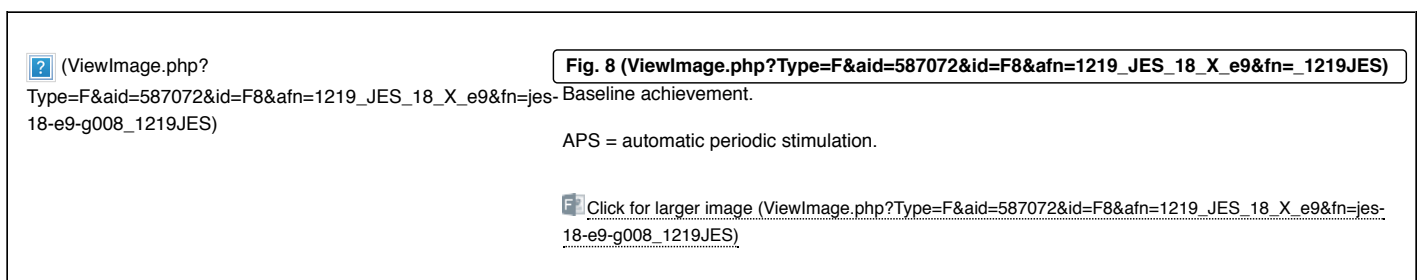 (ViewImage.php?
Type=F&aid=587072&id=F8&afn=1219_JES_18_X_e9&fn=jes-
18-e9-g008_1219JES)
Fig. 8 (ViewImage.php?Type=F&aid=587072&id=F8&afn=1219_JES_18_X_e9&fn=_1219JES)
Baseline achievement.
APS = automatic periodic stimulation.
Click for larger image (ViewImage.php?Type=F&aid=587072&id=F8&afn=1219_JES_18_X_e9&fn=jes-
18-e9-g008_1219JES)